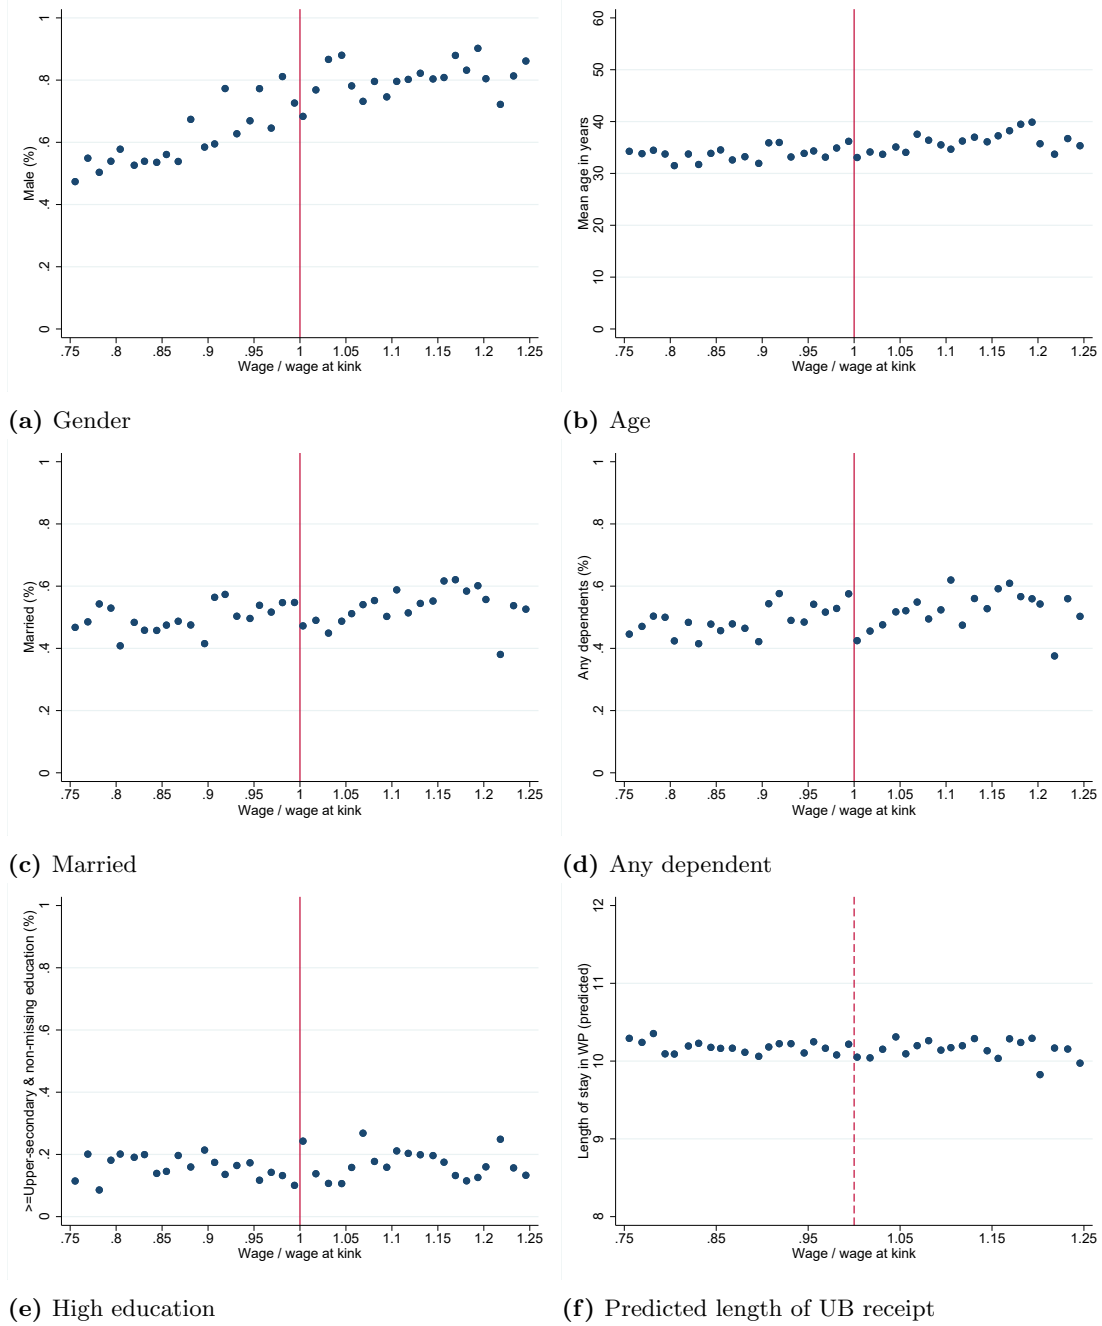 Male (%)
0 .2 .4 .6 .8 1
.75 .8 .85 .9 .95 1 1.05 1.1 1.15 1.2 1.25
Wage / wage at kink
(a) Gender
Mean age in years
0 10 20 30 40 50 60
.75 .8 .85 .9 .95 1 1.05 1.1 1.15 1.2 1.25
Wage / wage at kink
(b) Age
Married (%)
0 .2 .4 .6 .8 1
.75 .8 .85 .9 .95 1 1.05 1.1 1.15 1.2 1.25
Wage / wage at kink
(c) Married
Any dependents (%)
0 .2 .4 .6 .8 1
.75 .8 .85 .9 .95 1 1.05 1.1 1.15 1.2 1.25
Wage / wage at kink
(d) Any dependent
>=Upper-secondary & non-missing education (%)
0 .2 .4 .6 .8 1
.75 .8 .85 .9 .95 1 1.05 1.1 1.15 1.2 1.25
Wage / wage at kink
(e) High education
Length of stay in WP (predicted)
8 9 10 11 12
.75 .85 .95 1 1.05 1.15 1.25
Wage / wage at kink
(f) Predicted length of UB receipt